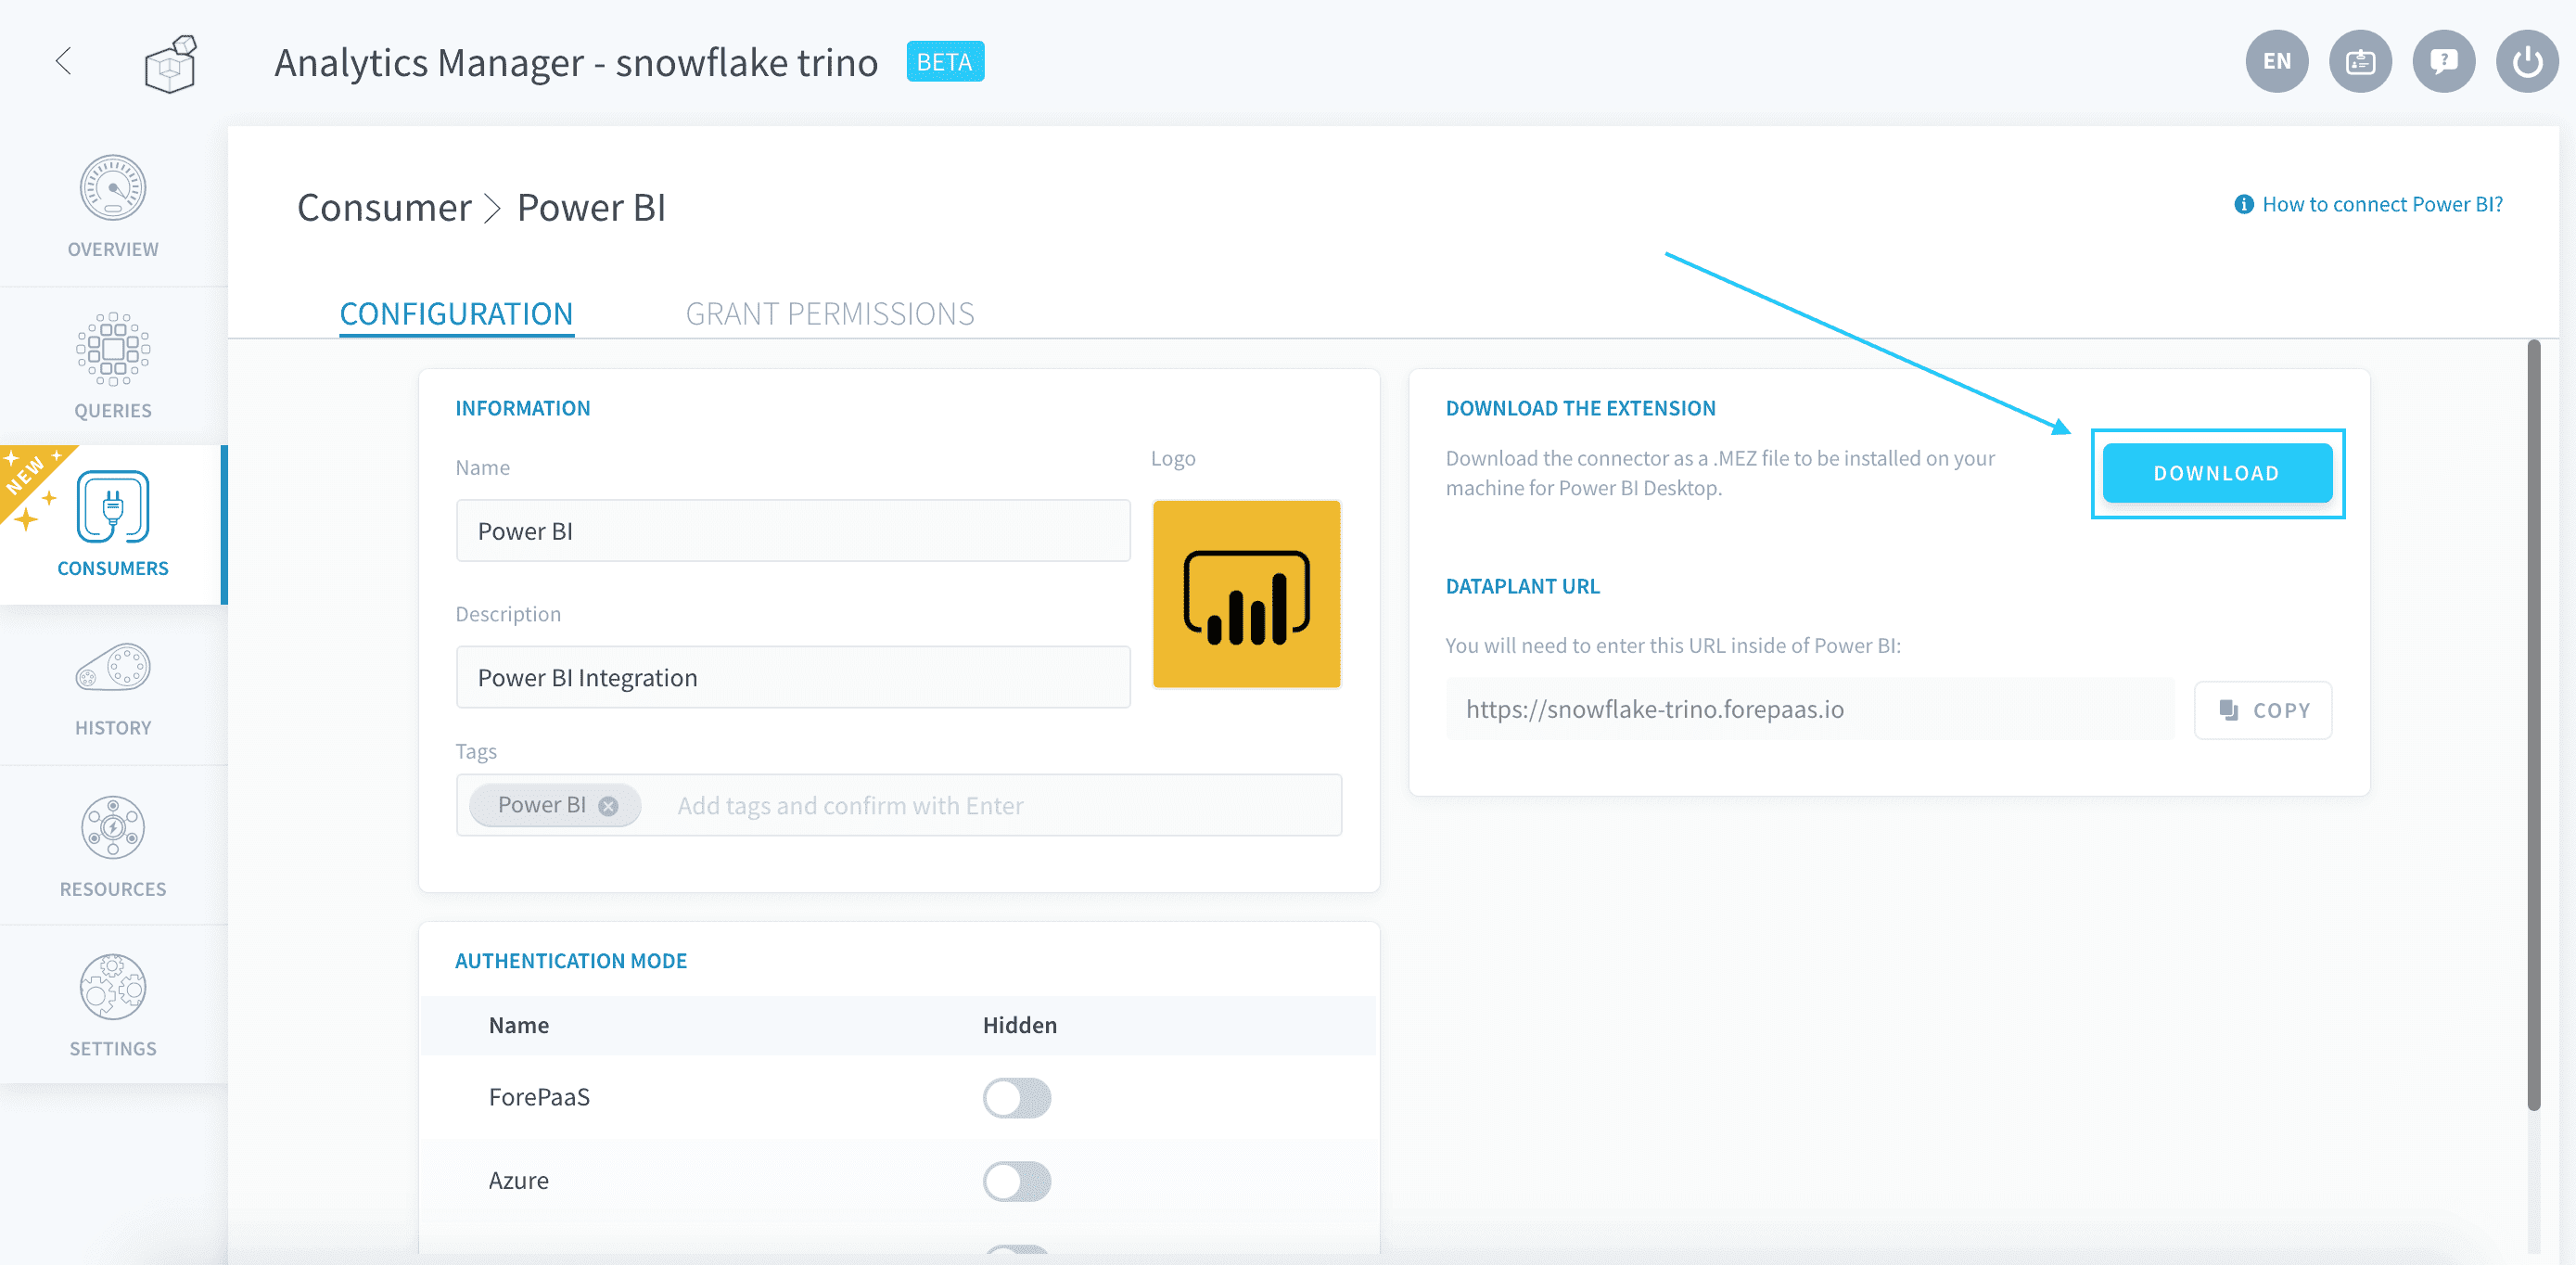 Analytics Manager - snowflake trino
BETA
EN
OVERVIEW
QUERIES
NEW
CONSUMERS
HISTORY
RESOURCES
SETTINGS
Consumer > Power BI
How to connect Power BI?
CONFIGURATION
GRANT PERMISSIONS
INFORMATION
Name
Power BI
Logo
Description
Power BI Integration
Tags
Power BI
Add tags and confirm with Enter
AUTHENTICATION MODE
Name Hidden
ForePaaS
Azure
DOWNLOAD THE EXTENSION
Download the connector as a .MEZ file to be installed on your
machine for Power BI Desktop.
DOWNLOAD
DATAPLANT URL
You will need to enter this URL inside of Power BI:
https://snowflake-trino.forepaas.io
COPY